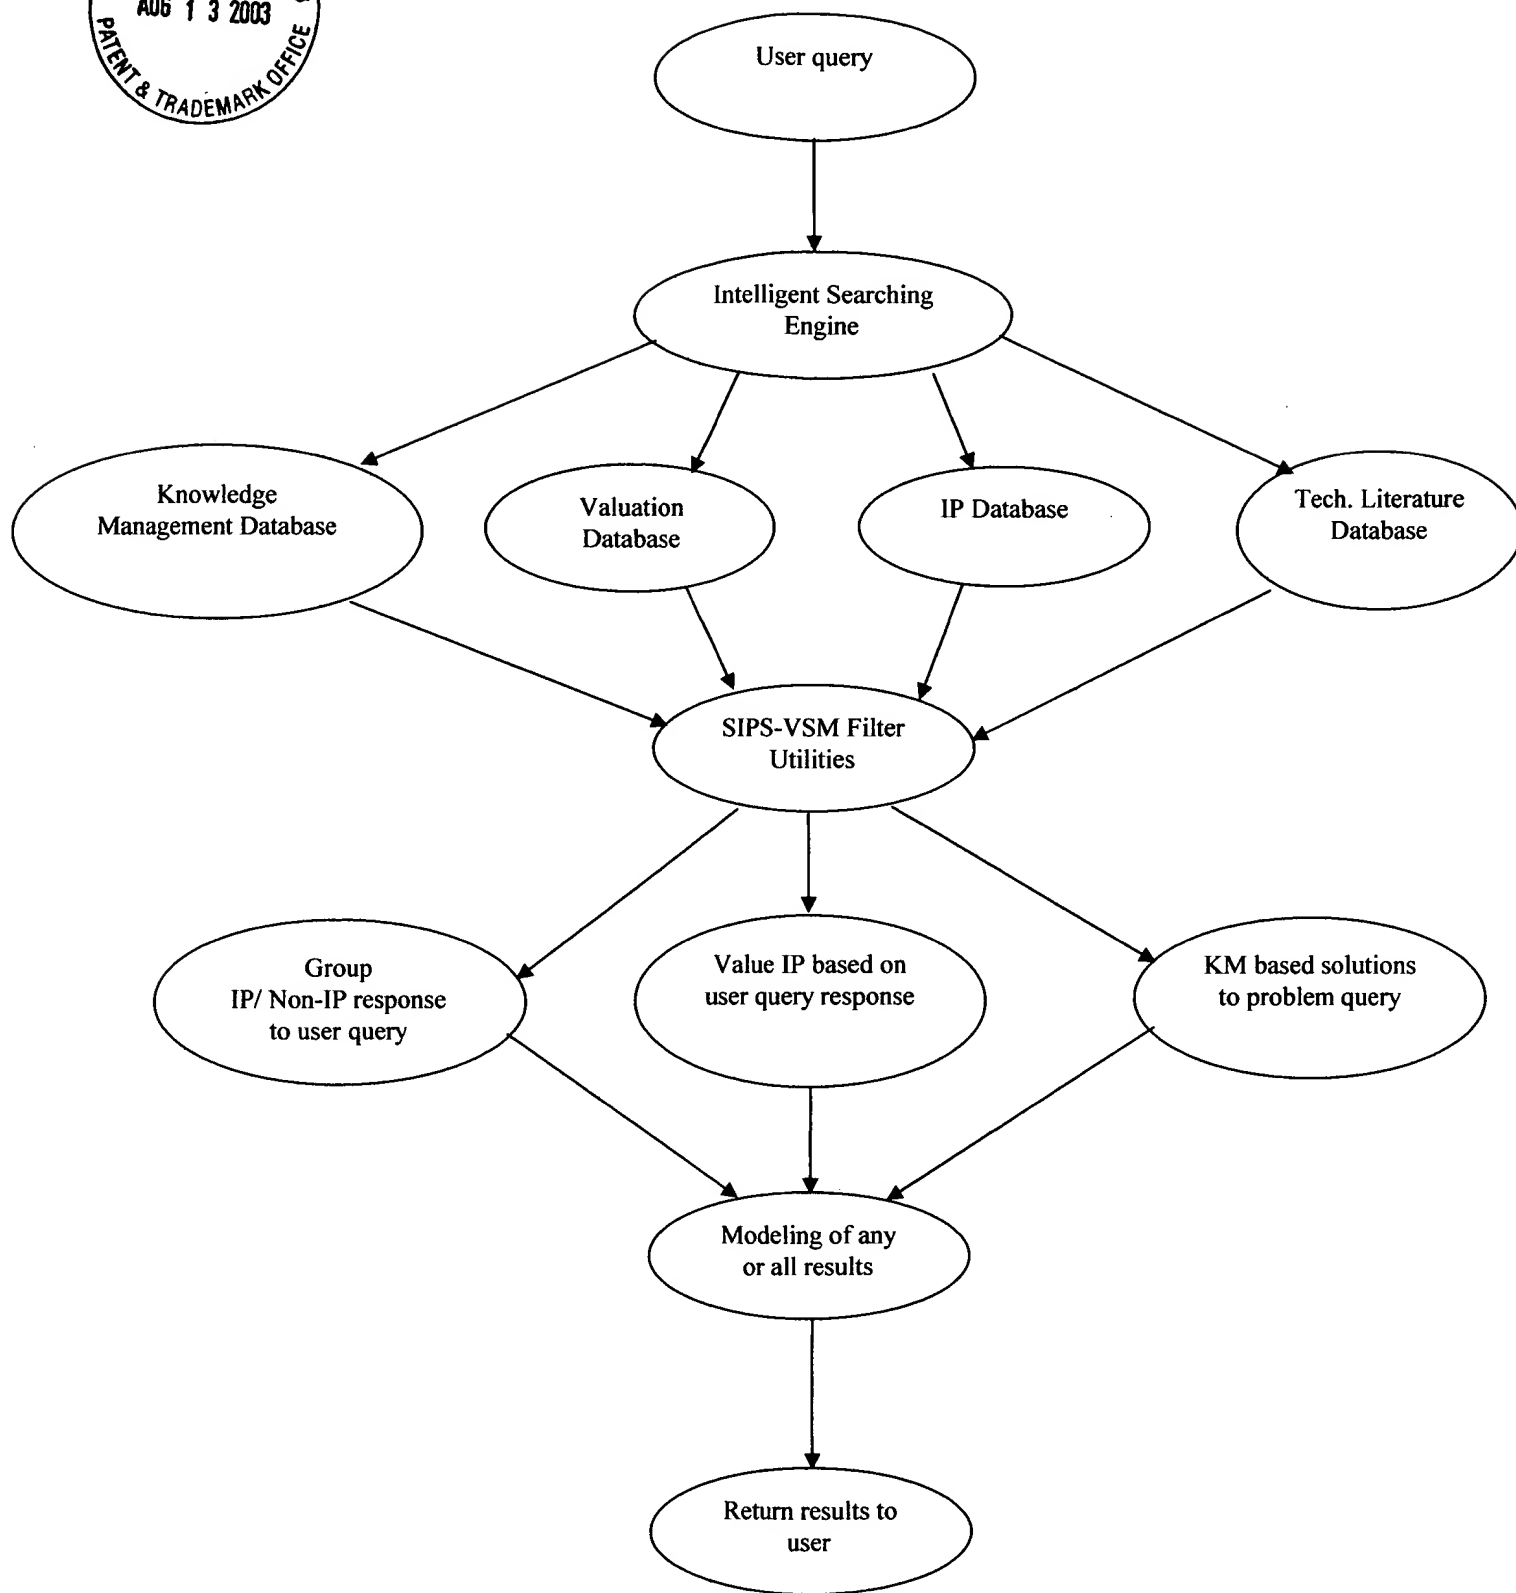 AUG 1 3 2003
PATENT & TRADEMARK OFFICE
User query
Intelligent Searching
Engine
Knowledge
Management Database
Valuation
Database
IP Database
Tech. Literature
Database
SIPS-VSM Filter
Utilities
Group
IP/ Non-IP response
to user query
Value IP based on
user query response
KM based solutions
to problem query
Modeling of any
or all results
Return results to
user